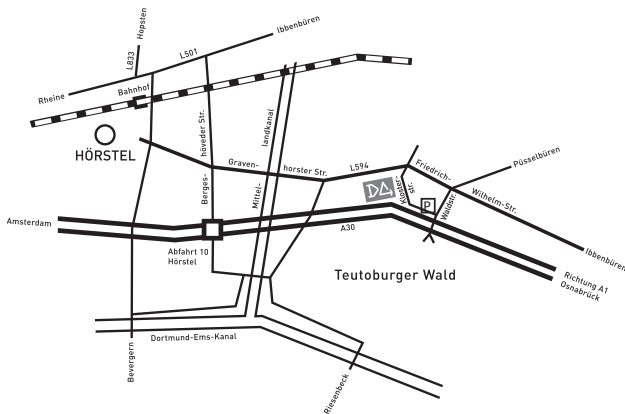 Hopsten
Ibbenbüren
L833
L501
Rheine
Bahnhof
HÖRSTEL
höveder Str.
Berges-
landkanal
Mittel-
Graven-
horster Str.
L594
Friedrich-
Wilhelm-Str.
Püsselbüren
Kloster-
str.
P
Waldstr.
Ibbenbüren
Amsterdam
A30
Abfahrt 10
Hörstel
Teutoburger Wald
Richtung A1
Osnabrück
Dortmund-Ems-Kanal
Bevergern
Riesenbeck